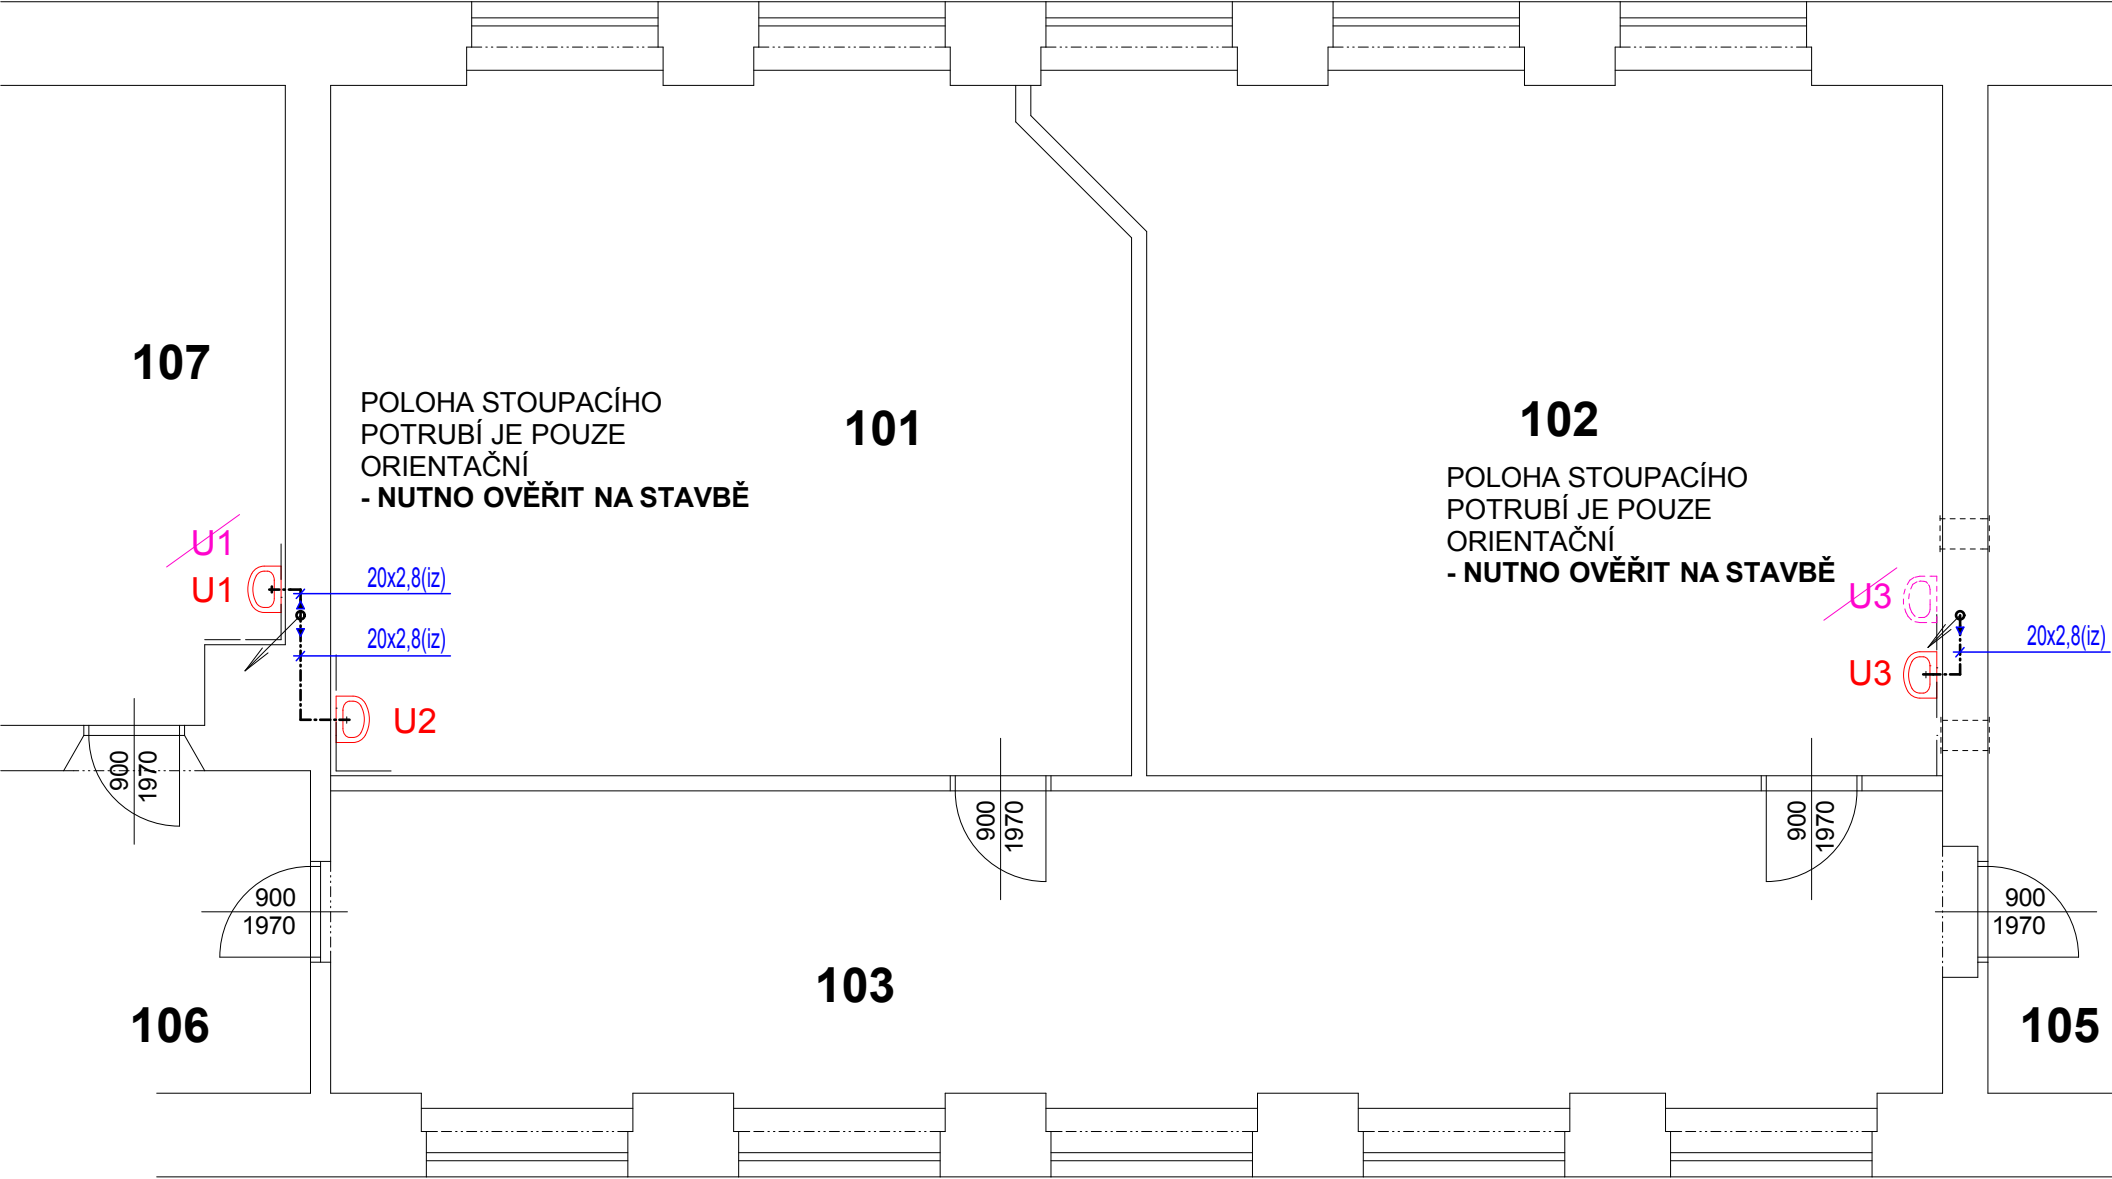 107
POLOHA STOUPACÍHO
POTRUBÍ JE POUZE
ORIENTAČNÍ
- NUTNO OVĚŘIT NA STAVBĚ
101
102
POLOHA STOUPACÍHO
POTRUBÍ JE POUZE
ORIENTAČNÍ
- NUTNO OVĚŘIT NA STAVBĚ
U1
U1
20x2,8(iz)
20x2,8(iz)
U2
U3
U3
20x2,8(iz)
900
1970
900
1970
900
1970
900
1970
900
1970
103
106
105